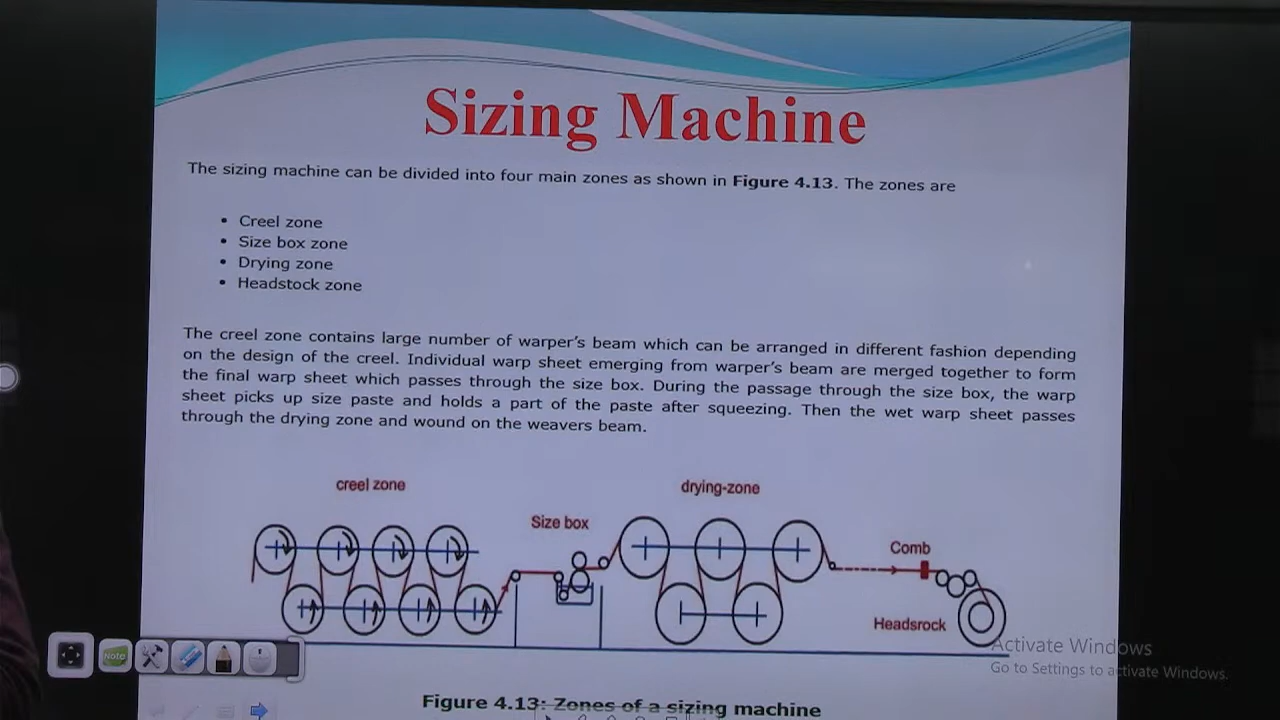 Sizing Machine
The sizing machine can be divided into four main zones as shown in Figure 4.13. The zones are
• Creel zone
• Size box zone
• Drying zone
• Headstock zone
The creel zone contains large number of warper's beam which can be arranged in different fashion depending
on the design of the creel. Individual warp sheet emerging from warper's beam are merged together to form
the final warp sheet which passes through the size box. During the passage through the size box, the warp
sheet picks up size paste and holds a part of the paste after squeezing. Then the wet warp sheet passes
through the drying zone and wound on the weavers beam.
creel zone
drying-zone
Size box
Comb
Headsrock
Activate Windows
Go to Settings to activate Windows.
Note
Figure 4.13: Zones of a sizing machine